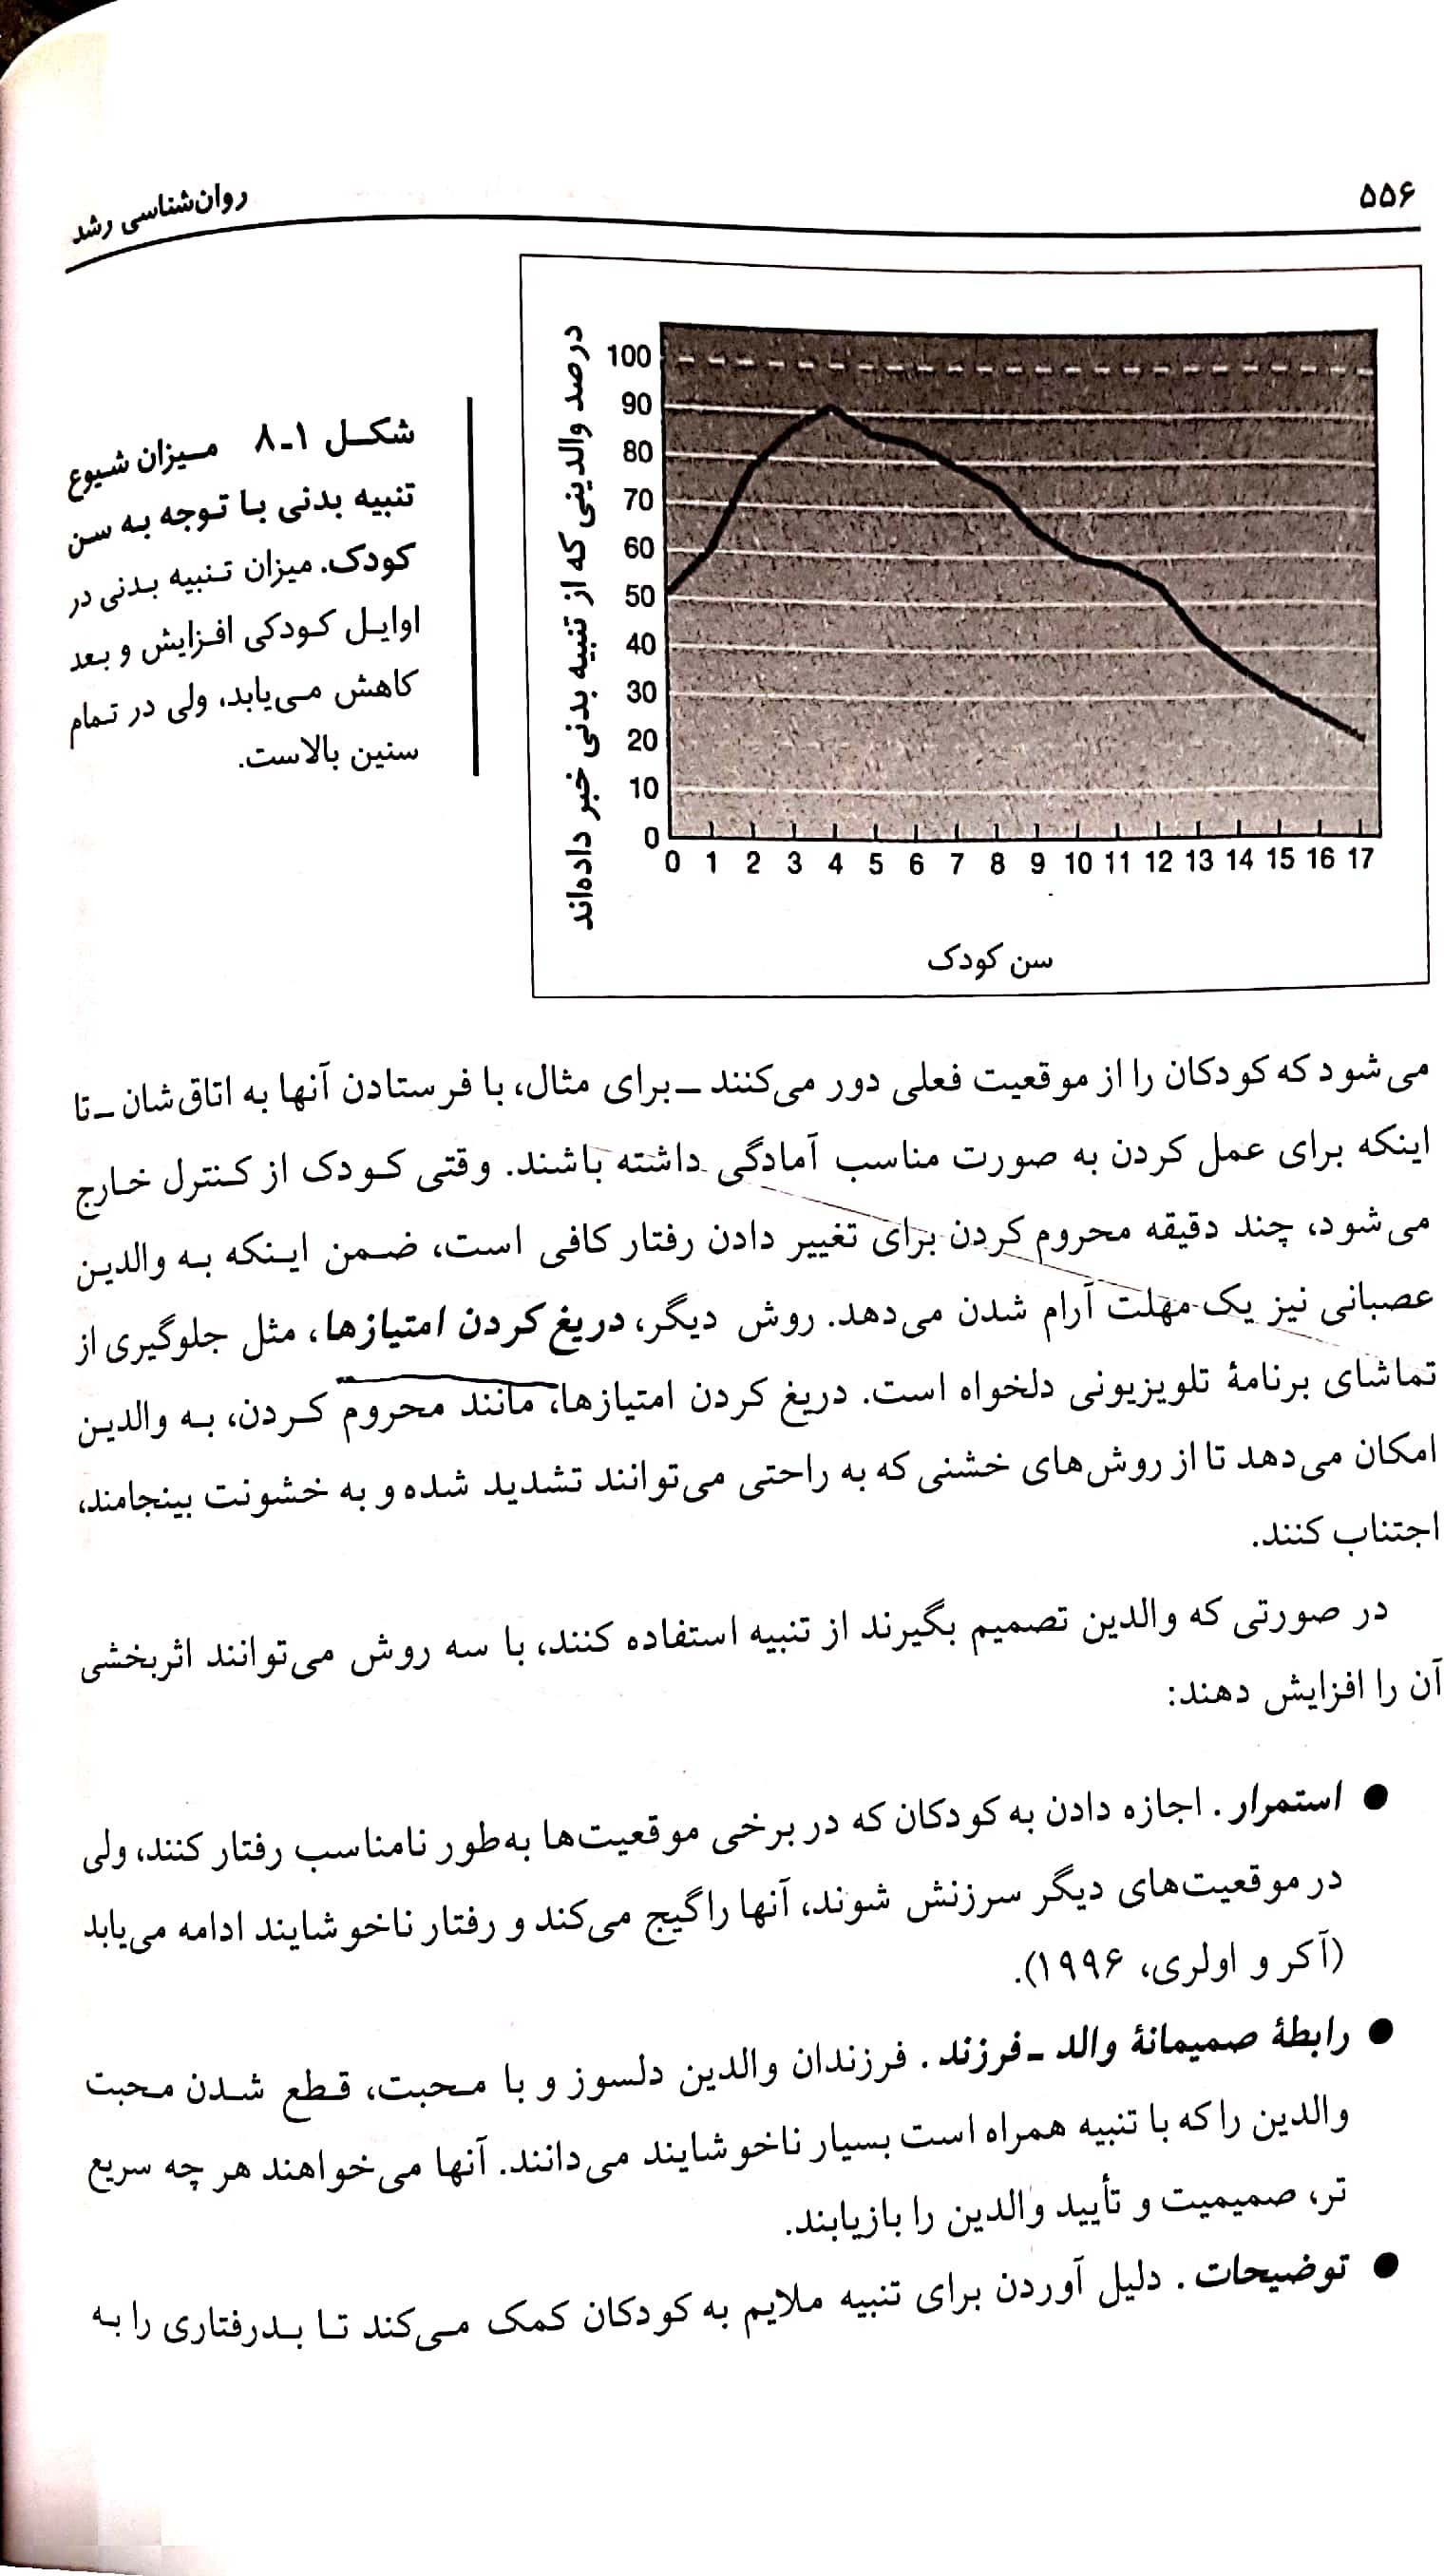 ۵۵۶
روان‌شناسی رشد
درصد والدینی که از تنبیه بدنی خبر داده‌اند
100
90
80
70
60
50
40
30
20
10
0
0 1 2 3 4 5 6 7 8 9 10 11 12 13 14 15 16 17
سن کودک
شکل ۱ـ۸ میزان شیوع
تنبیه بدنی با توجه به سن
کودک. میزان تنبیه بدنی در
اوایل کودکی افزایش و بعد
کاهش می‌یابد، ولی در تمام
سنین بالاست.
می‌شود که کودکان را از موقعیت فعلی دور می‌کنند ـ برای مثال، با فرستادن آنها به اتاق‌شان ـ تا
اینکه برای عمل کردن به صورت مناسب آمادگی داشته باشند. وقتی کودک از کنترل خارج
می‌شود، چند دقیقه محروم کردن برای تغییر دادن رفتار کافی است، ضمن اینکه به والدین
عصبانی نیز یک مهلت آرام شدن می‌دهد. روش دیگر، دریغ کردن امتیازها، مثل جلوگیری از
تماشای برنامهٔ تلویزیونی دلخواه است. دریغ کردن امتیازها، مانند محروم کردن، به والدین
امکان می‌دهد تا از روش‌های خشنی که به راحتی می‌توانند تشدید شده و به خشونت بینجامند،
اجتناب کنند.
در صورتی که والدین تصمیم بگیرند از تنبیه استفاده کنند، با سه روش می‌توانند اثربخشی
آن را افزایش دهند:
● استمرار. اجازه دادن به کودکان که در برخی موقعیت‌ها به‌طور نامناسب رفتار کنند، ولی
در موقعیت‌های دیگر سرزنش شوند، آنها را گیج می‌کند و رفتار ناخوشایند ادامه می‌یابد
(آکر و اولری، ۱۹۹۶).
● رابطهٔ صمیمانهٔ والد ـ فرزند. فرزندان والدین دلسوز و با محبت، قطع شدن محبت
والدین را که با تنبیه همراه است بسیار ناخوشایند می‌دانند. آنها می‌خواهند هر چه سریع
تر، صمیمیت و تأیید والدین را بازیابند.
● توضیحات. دلیل آوردن برای تنبیه ملایم به کودکان کمک می‌کند تا بدرفتاری را به